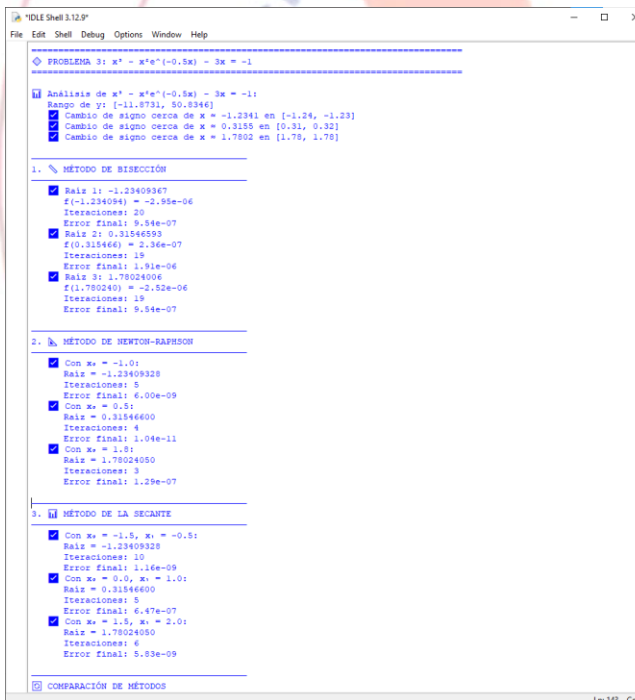 *IDLE Shell 3.12.9*
File Edit Shell Debug Options Window Help
PROBLEMA 3: x³ - x²e^(-0.5x) - 3x = -1
Análisis de x³ - x²e^(-0.5x) - 3x = -1:
Rango de y: [-11.8731, 50.8346]
Cambio de signo cerca de x = -1.2341 en [-1.24, -1.23]
Cambio de signo cerca de x = 0.3155 en [0.31, 0.32]
Cambio de signo cerca de x = 1.7802 en [1.78, 1.78]
1. MÉTODO DE BISECCIÓN
Raíz 1: -1.23409367
f(-1.234094) = -2.95e-06
Iteraciones: 20
Error final: 9.54e-07
Raíz 2: 0.31546593
f(0.315466) = 2.36e-07
Iteraciones: 19
Error final: 1.91e-06
Raíz 3: 1.78024006
f(1.780240) = -2.52e-06
Iteraciones: 19
Error final: 9.54e-07
2. MÉTODO DE NEWTON-RAPHSON
Con x₀ = -1.0:
Raíz = -1.23409328
Iteraciones: 5
Error final: 6.00e-09
Con x₀ = 0.5:
Raíz = 0.31546600
Iteraciones: 4
Error final: 1.04e-11
Con x₀ = 1.8:
Raíz = 1.78024050
Iteraciones: 3
Error final: 1.29e-07
3. MÉTODO DE LA SECANTE
Con x₀ = -1.5, x₁ = -0.5:
Raíz = -1.23409328
Iteraciones: 10
Error final: 1.16e-09
Con x₀ = 0.0, x₁ = 1.0:
Raíz = 0.31546600
Iteraciones: 5
Error final: 6.47e-07
Con x₀ = 1.5, x₁ = 2.0:
Raíz = 1.78024050
Iteraciones: 6
Error final: 5.83e-09
COMPARACIÓN DE MÉTODOS